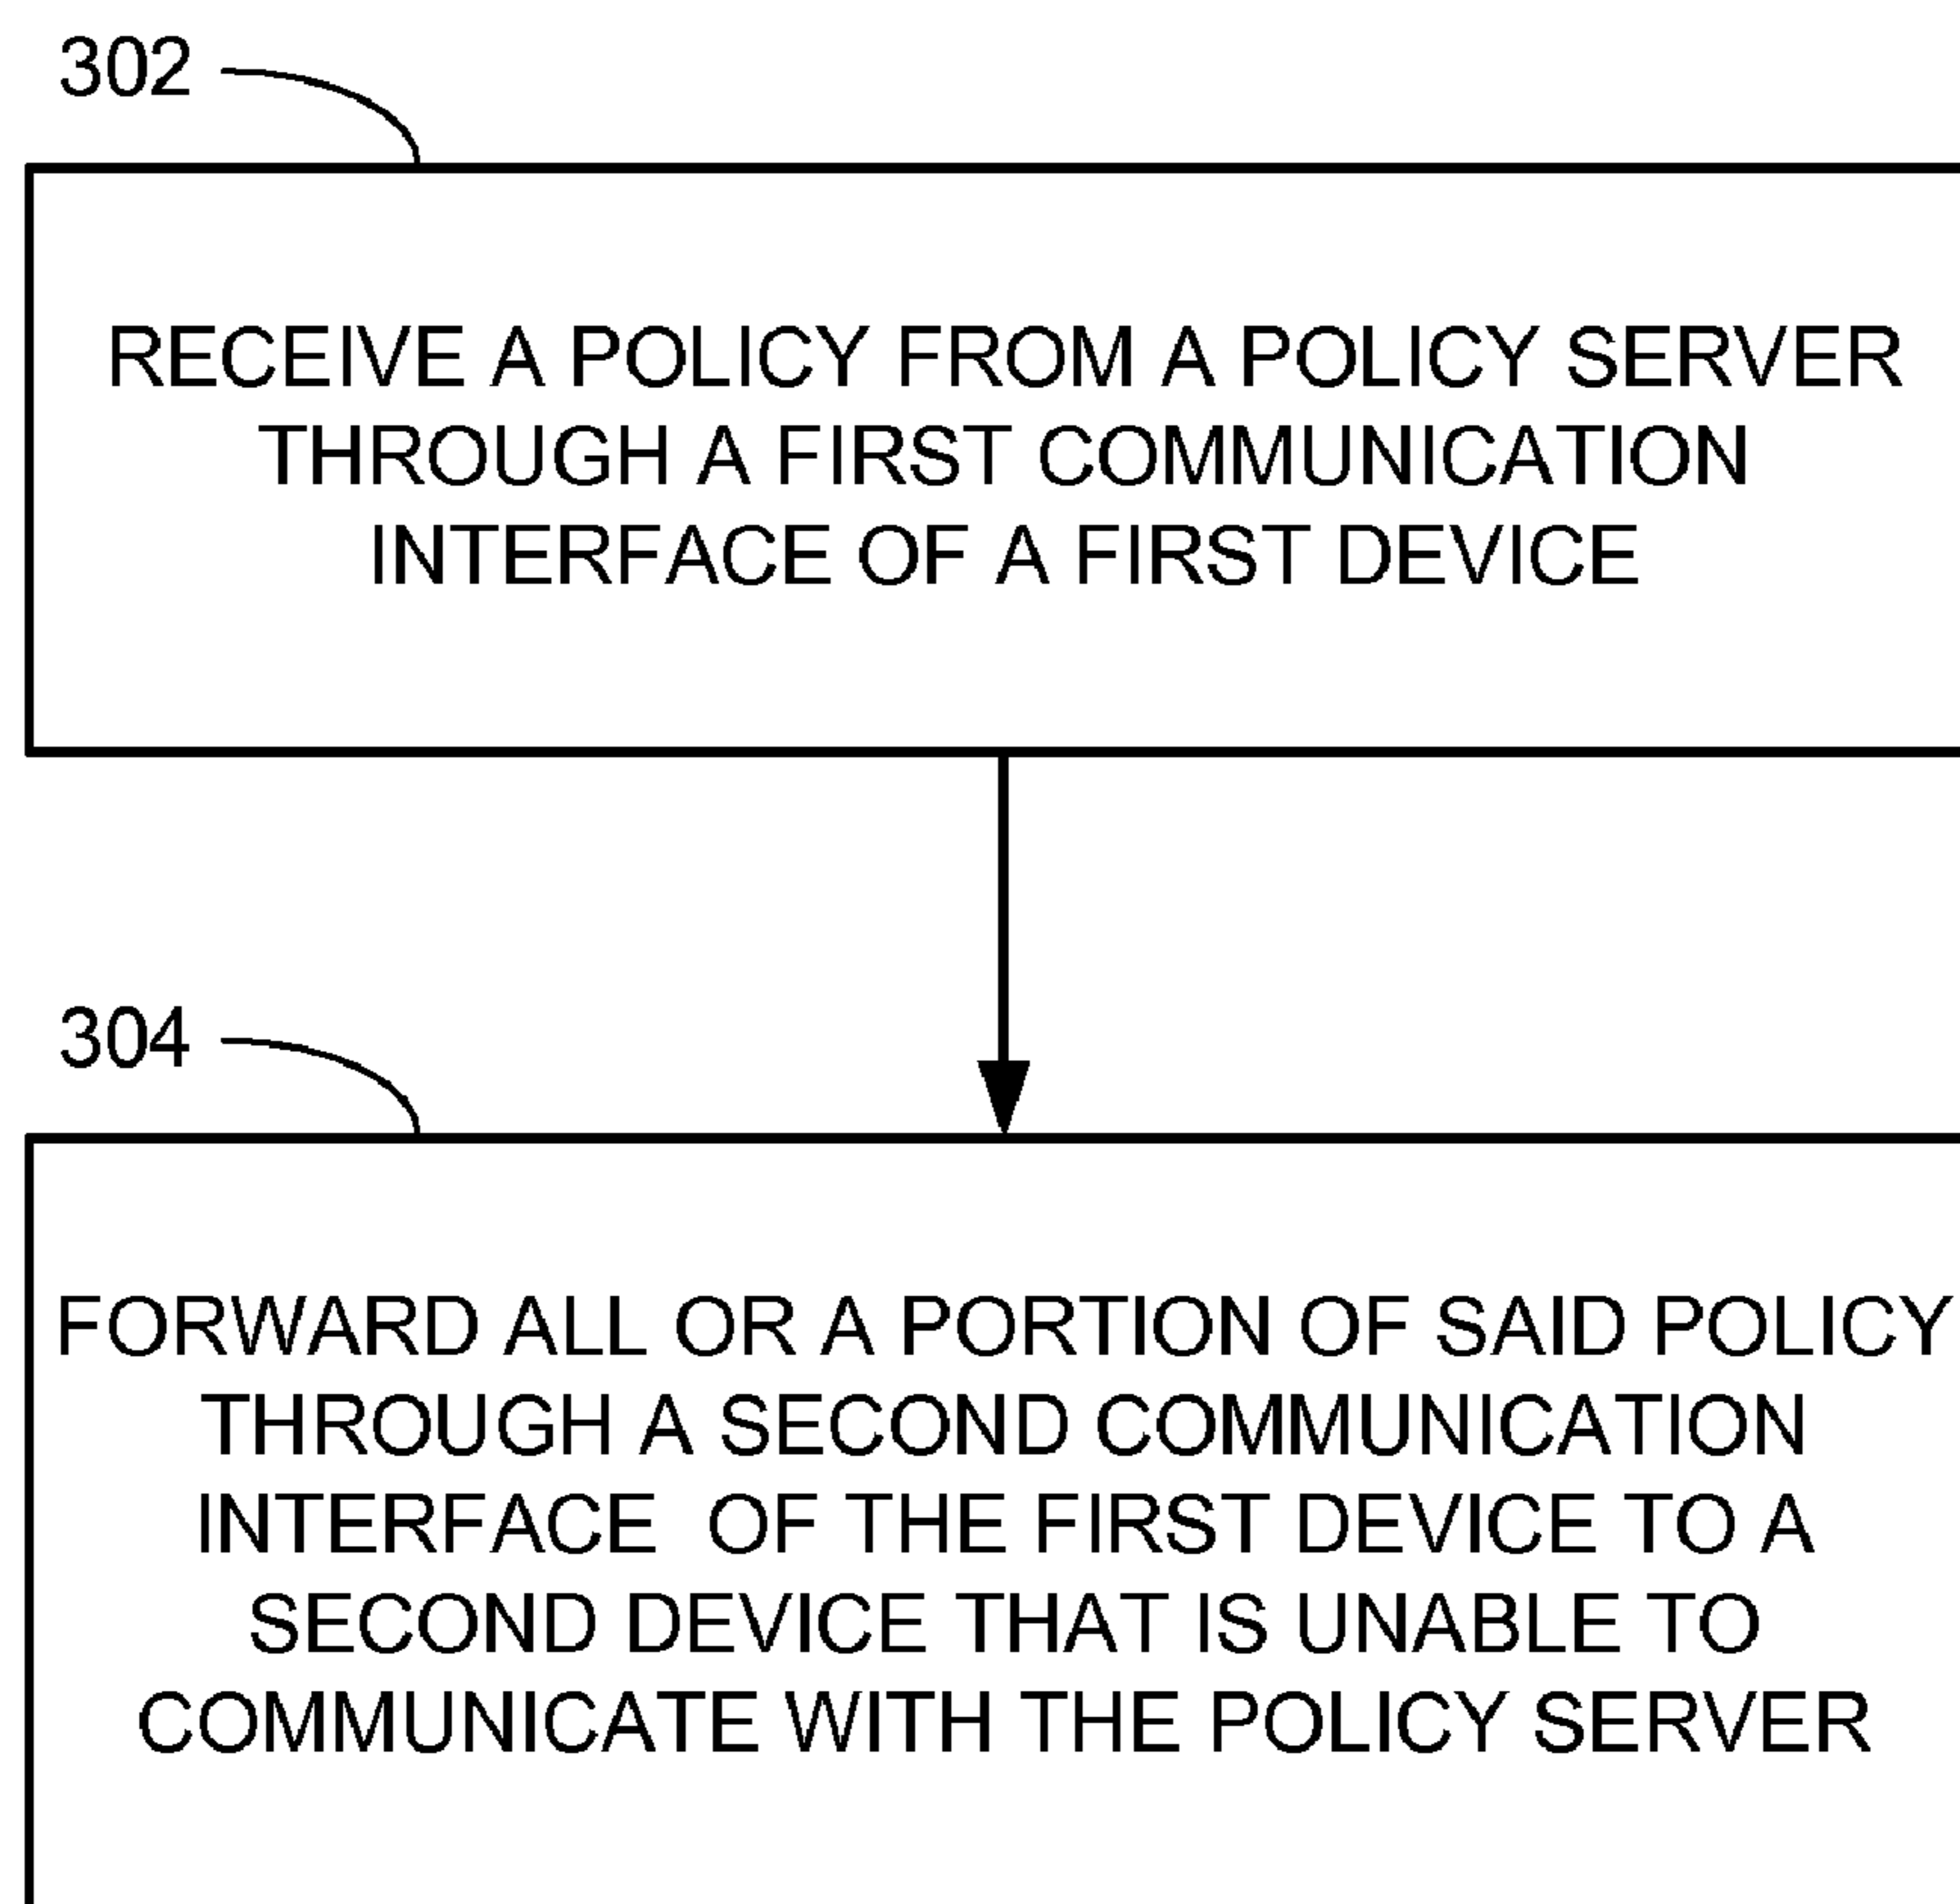 302
RECEIVE A POLICY FROM A POLICY SERVER
THROUGH A FIRST COMMUNICATION
INTERFACE OF A FIRST DEVICE
304
FORWARD ALL OR A PORTION OF SAID POLICY
THROUGH A SECOND COMMUNICATION
INTERFACE OF THE FIRST DEVICE TO A
SECOND DEVICE THAT IS UNABLE TO
COMMUNICATE WITH THE POLICY SERVER